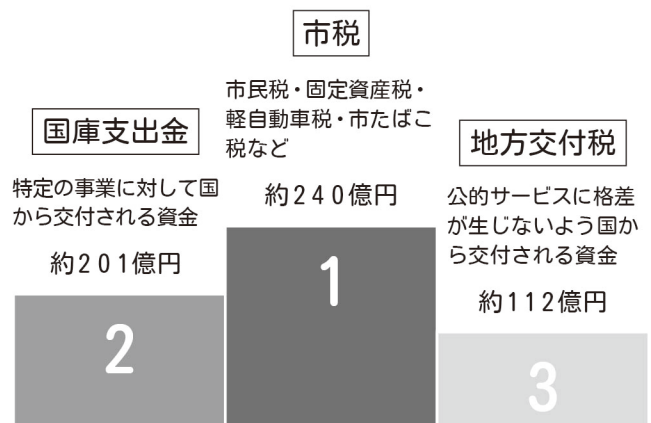 市税
市民税・固定資産税・
軽自動車税・市たばこ
税など
約240億円
1
国庫支出金
特定の事業に対して国
から交付される資金
約201億円
2
地方交付税
公的サービスに格差
が生じないよう国か
ら交付される資金
約112億円
3